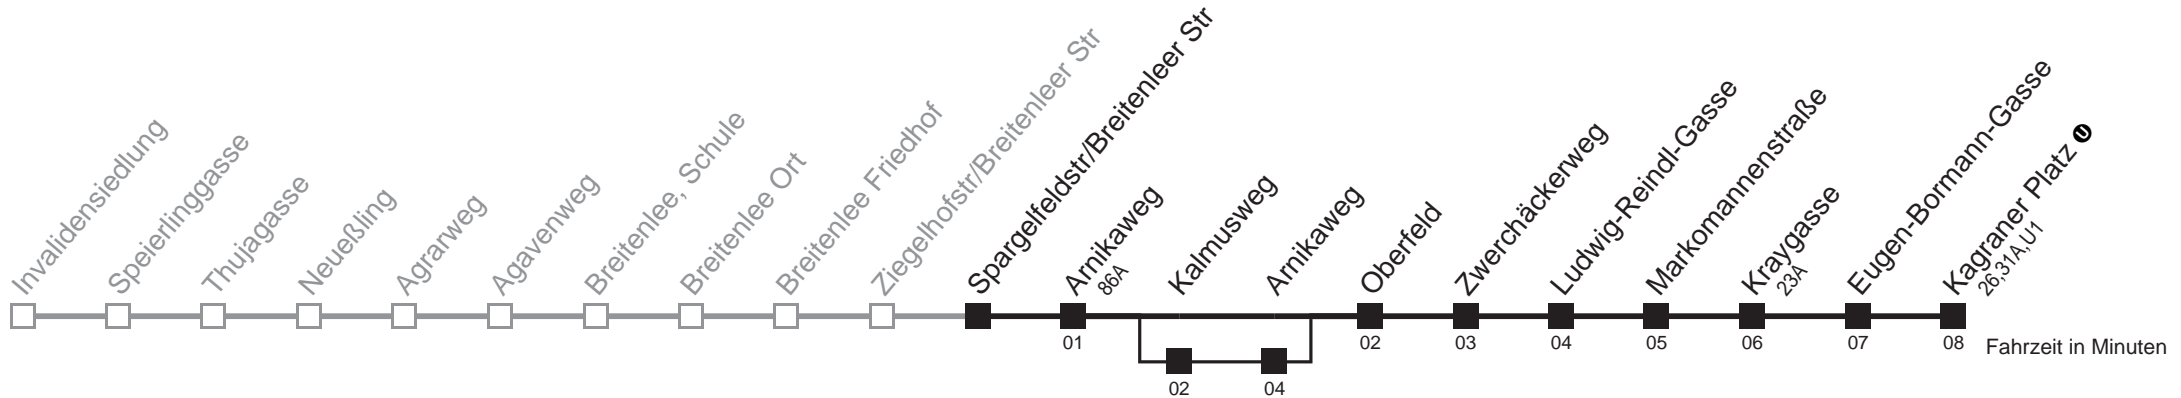 Invalidensiedlung
Speierlinggasse
Thujagasse
Neueßling
Agrarweg
Agavenweg
Breitenlee, Schule
Breitenlee Ort
Breitenlee Friedhof
Ziegelhofstr/Breitenleer Str
Spargelfeldstr/Breitenleer Str
Arnikaweg
86A
Kalmusweg
Arnikaweg
Oberfeld
Zwerchäckerweg
Ludwig-Reindl-Gasse
Markomannenstraße
Kraygasse
23A
Eugen-Bormann-Gasse
Kagraner Platz U
26,31A,U1
01
02
03
04
05
06
07
08
Fahrzeit in Minuten
02
04